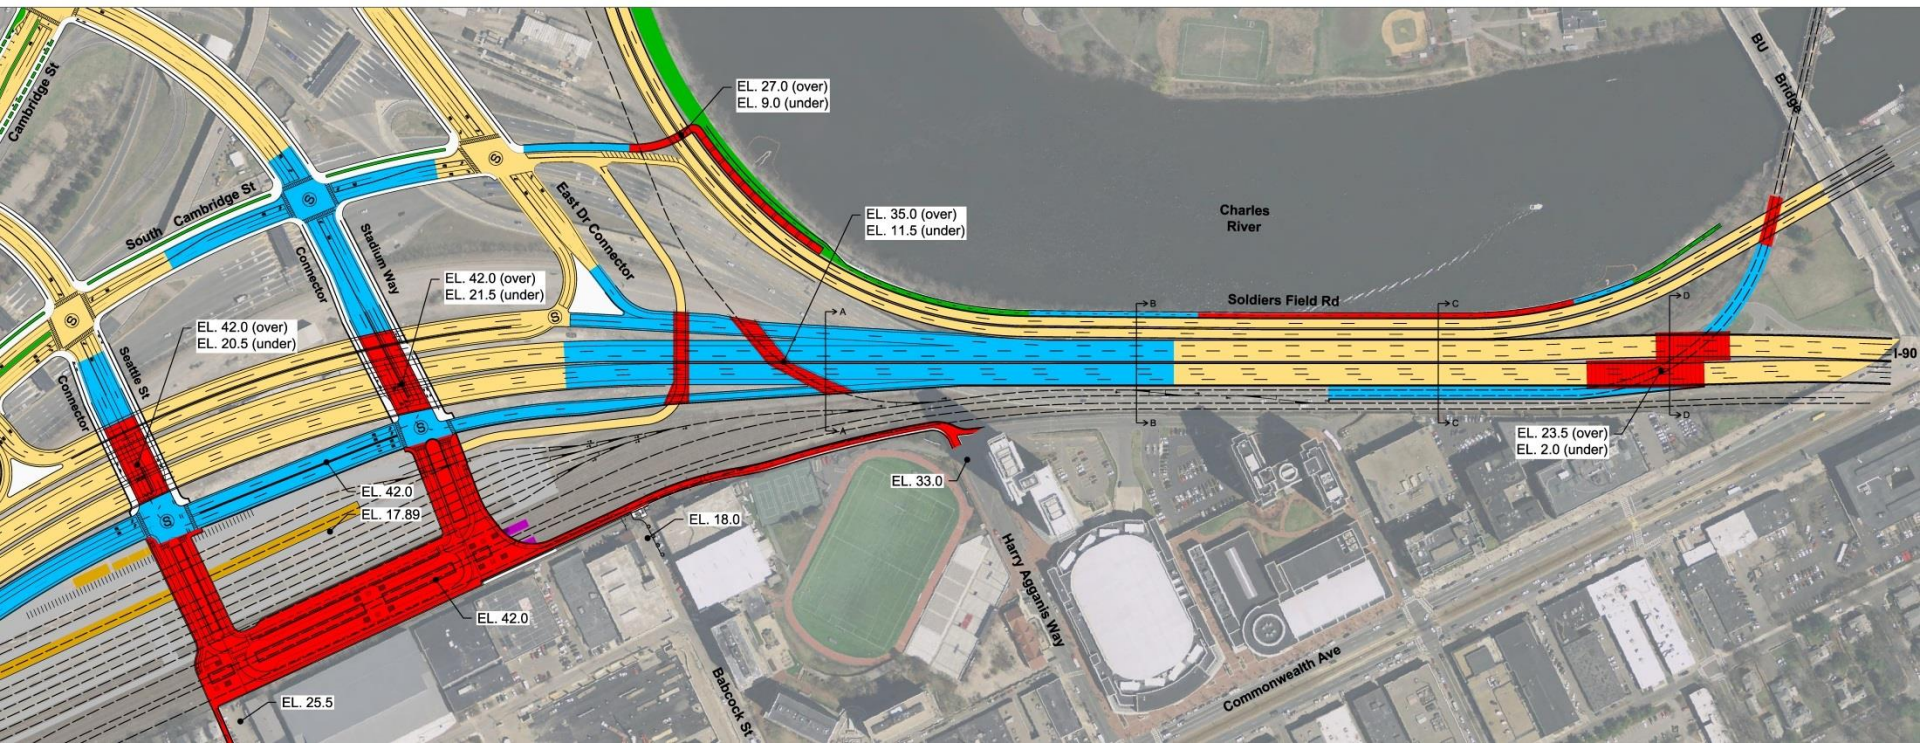 Cambridge St
EL. 27.0 (over)
EL. 9.0 (under)
BU
Bridge
S
S
South Cambridge St
East Dr Connector
Stadium Way
Connector
EL. 35.0 (over)
EL. 11.5 (under)
Charles
River
EL. 42.0 (over)
EL. 21.5 (under)
Soldiers Field Rd
A
B
C
D
S
S
EL. 42.0 (over)
EL. 20.5 (under)
Seattle St
Connector
I-90
A
B
C
D
S
EL. 23.5 (over)
EL. 2.0 (under)
EL. 42.0
EL. 33.0
EL. 17.89
S
EL. 18.0
Harry Agganis Way
EL. 42.0
Commonwealth Ave
Babcock St
EL. 25.5